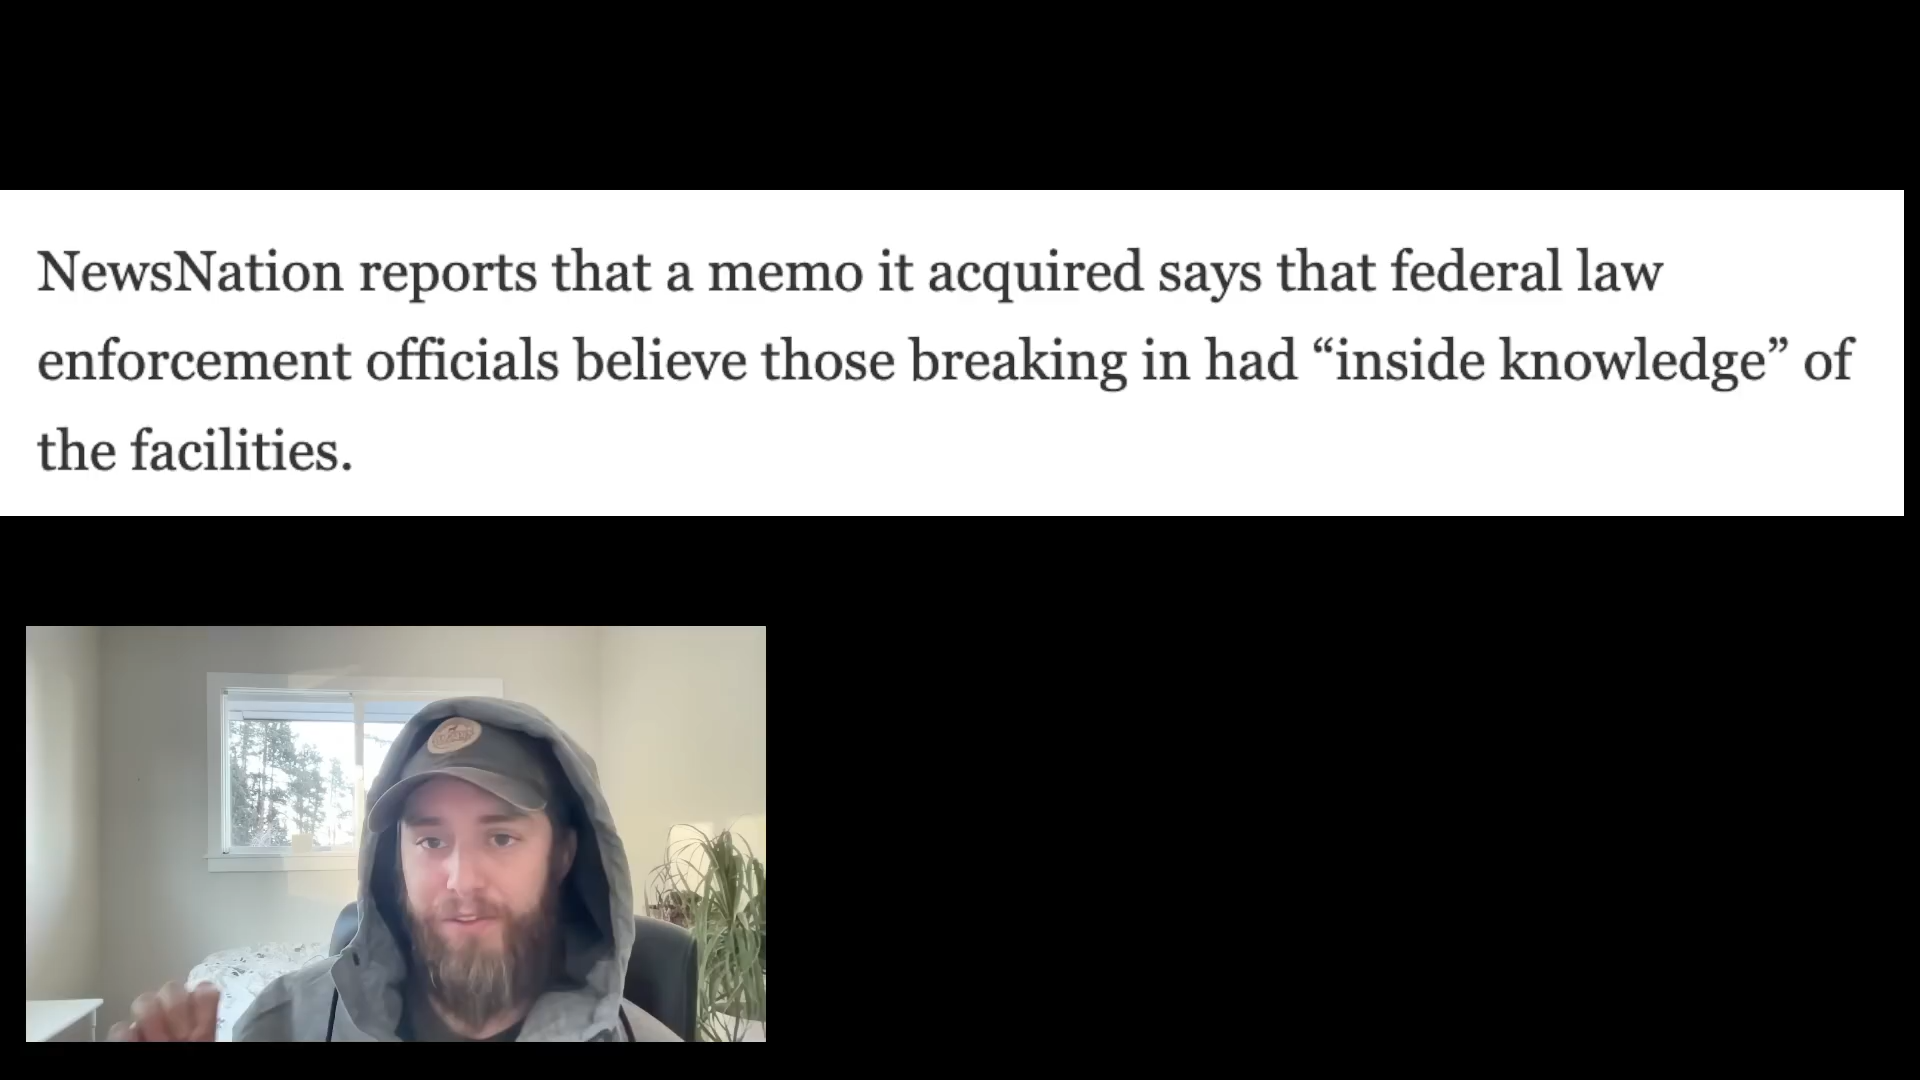 NewsNation reports that a memo it acquired says that federal law
enforcement officials believe those breaking in had “inside knowledge” of
the facilities.